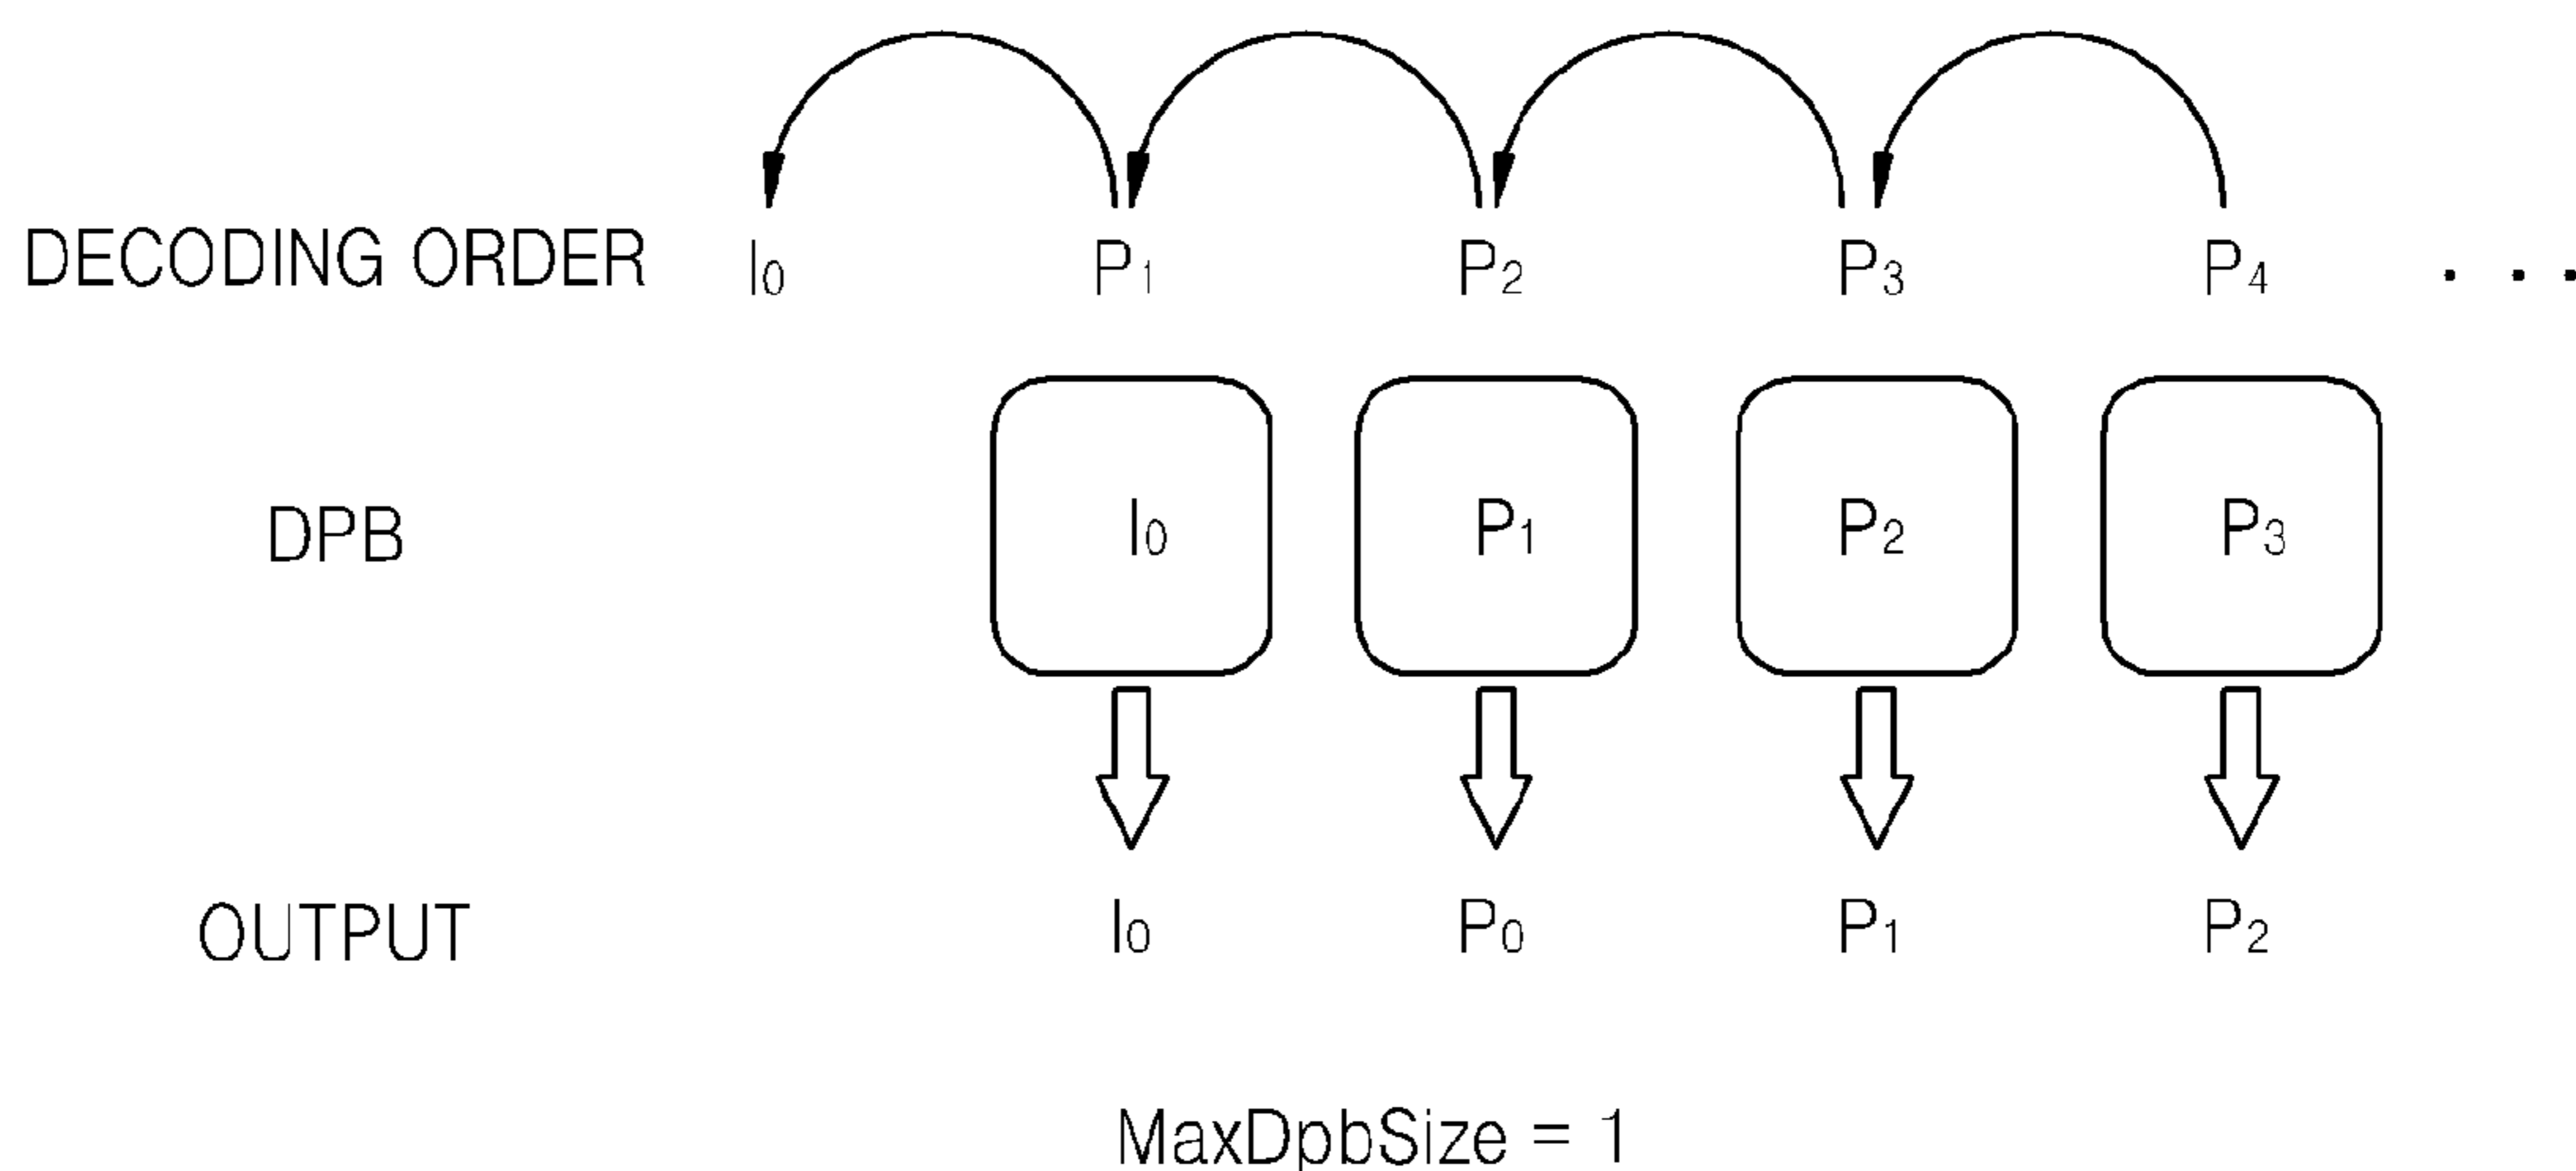 DECODING ORDER I0 P1 P2 P3 P4 . . .
DPB I0 P1 P2 P3
OUTPUT I0 P0 P1 P2
MaxDpbSize = 1